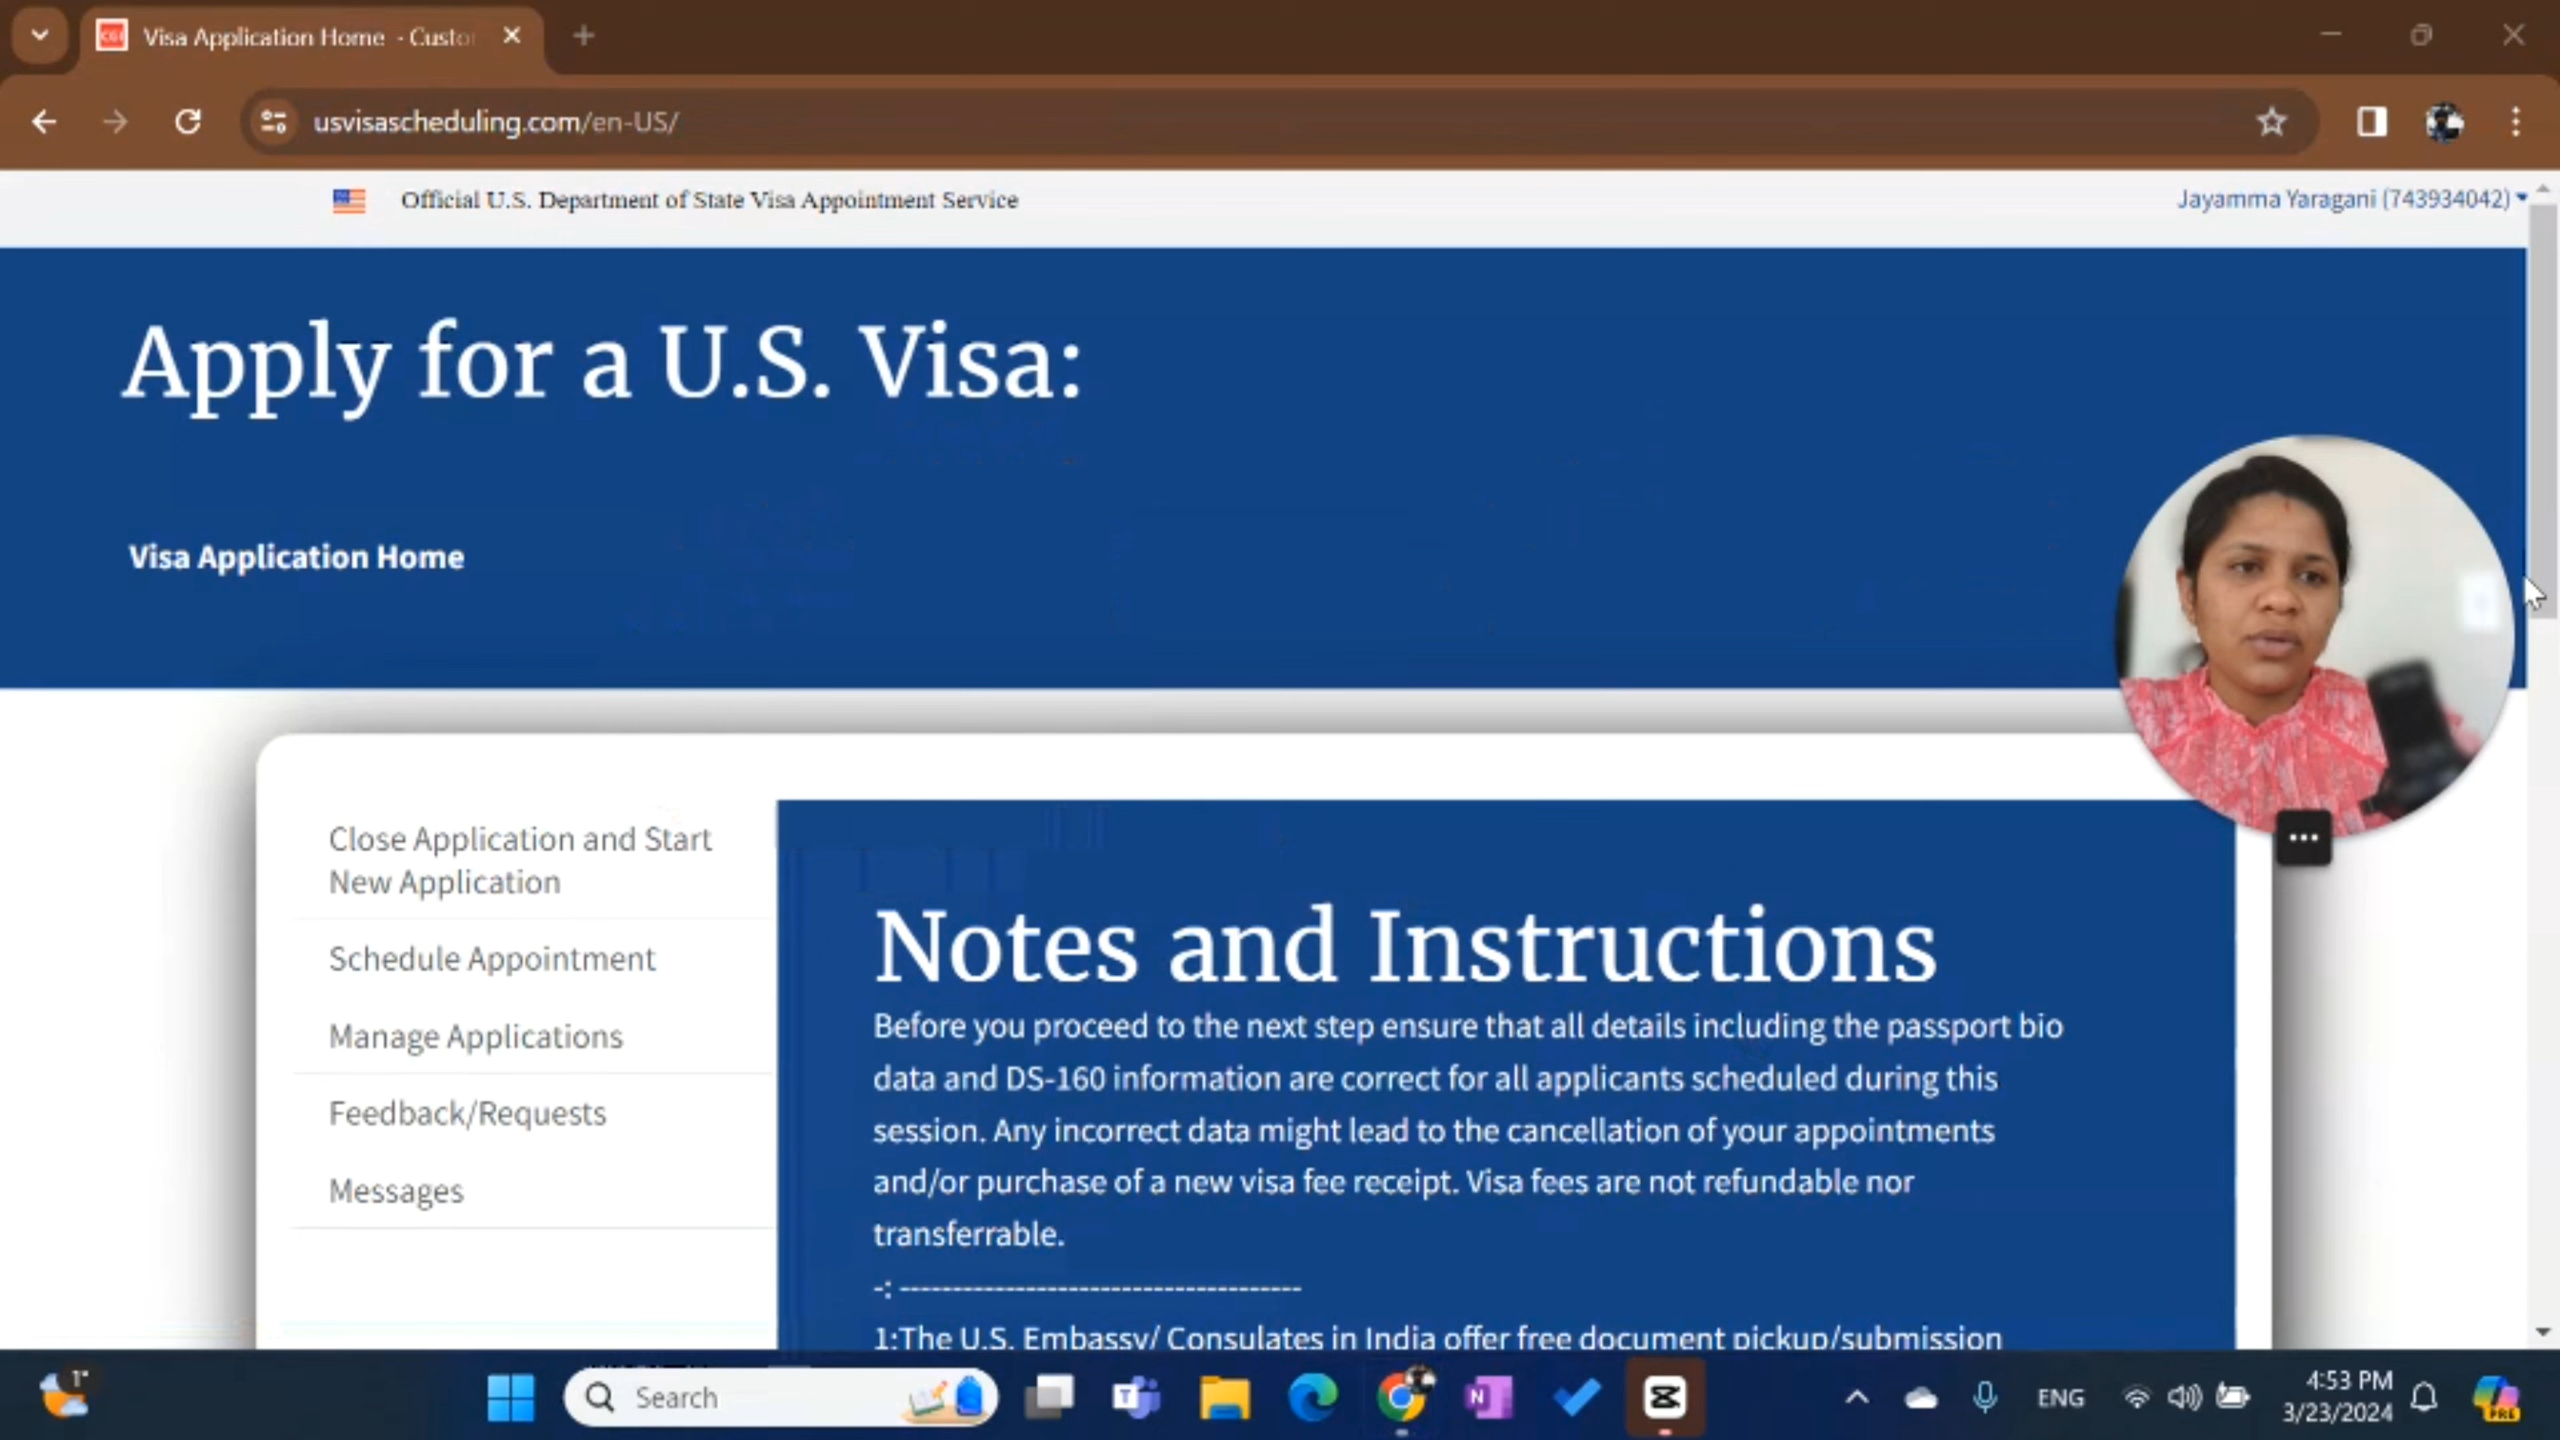 Visa Application Home - Custo
usvisascheduling.com/en-US/
Official U.S. Department of State Visa Appointment Service
Jayamma Yaragani (743934042)
Apply for a U.S. Visa:
Visa Application Home
Close Application and Start
New Application
Schedule Appointment
Manage Applications
Feedback/Requests
Messages
Notes and Instructions
Before you proceed to the next step ensure that all details including the passport bio
data and DS-160 information are correct for all applicants scheduled during this
session. Any incorrect data might lead to the cancellation of your appointments
and/or purchase of a new visa fee receipt. Visa fees are not refundable nor
transferrable.
-: ----------------------------------------
1:The U.S. Embassy/ Consulates in India offer free document pickup/submission
1°
Search
ENG
4:53 PM
3/23/2024
PRE